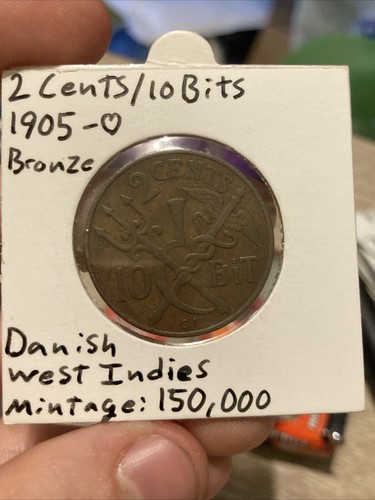 2 Cents/10 Bits
1905-♡
Bronze
2 CENTS
10 BIT
Danish
West Indies
Mintage: 150,000